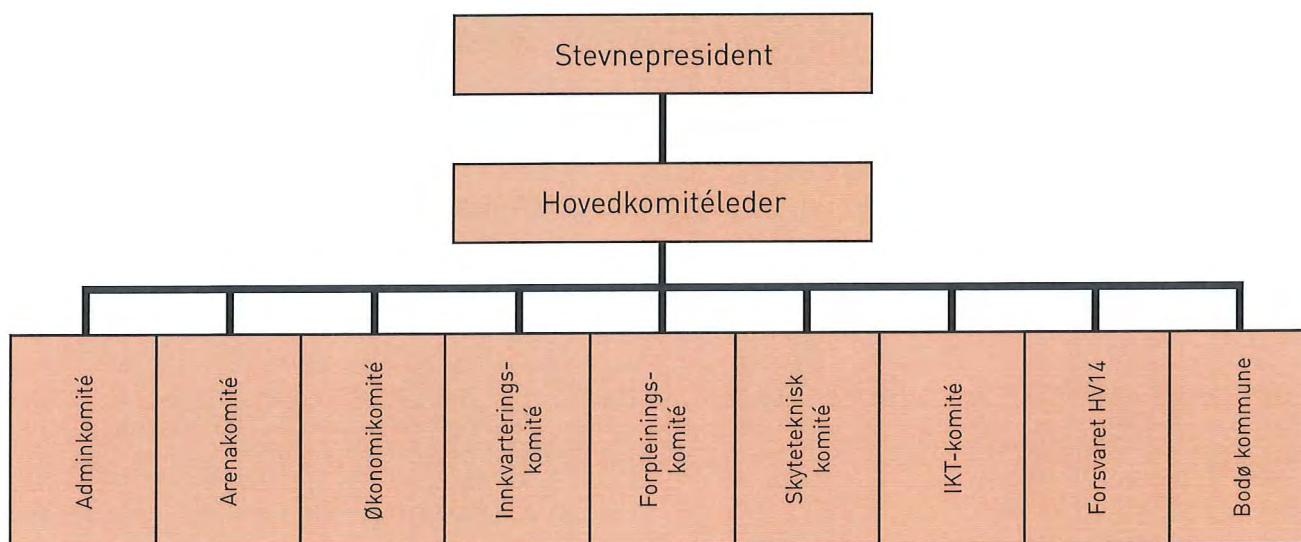 Stevnepresident
Hovedkomitéleder
Adminkomité
Arenakomité
Økonomikomité
Innkvarterings-
komité
Forpleinings-
komité
Skyteteknisk
komité
IKT-komité
Forsvaret HV14
Bodø kommune